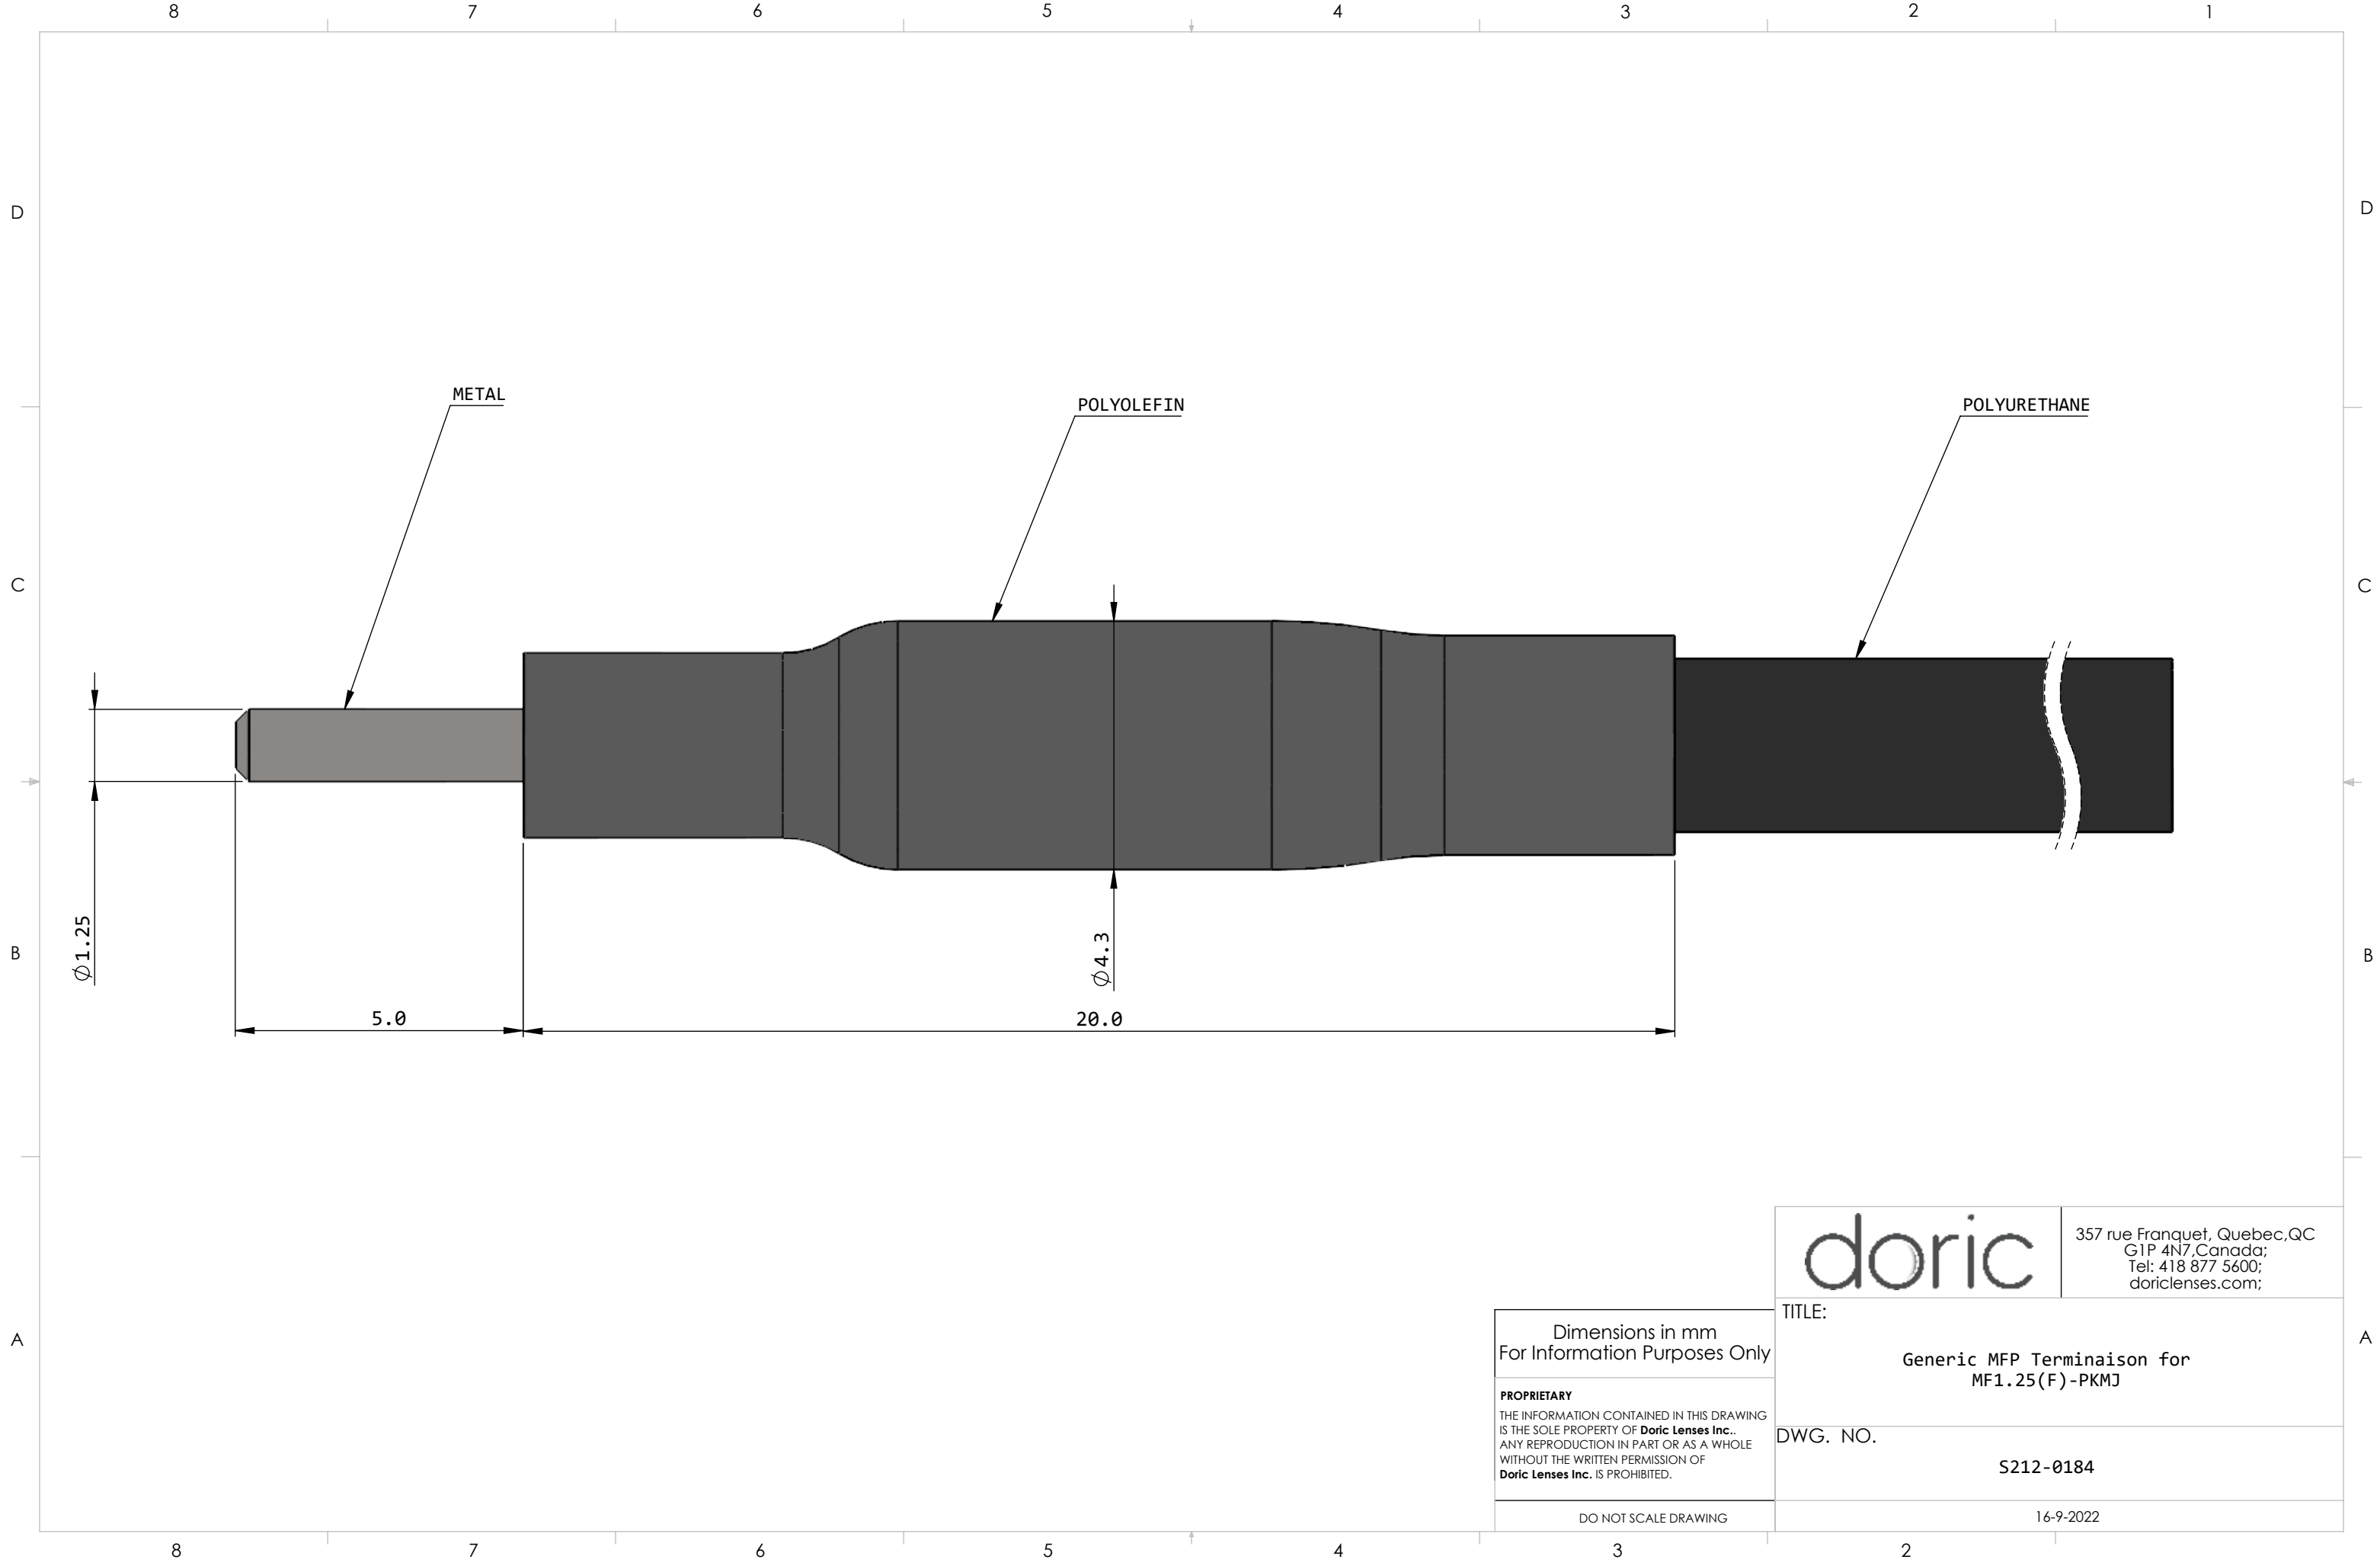 8 7 6 5 4 3 2 1
D D
METAL
POLYOLEFIN
POLYURETHANE
C C
∅1.25
∅4.3
B B
5.0
20.0
doric
357 rue Franquet, Quebec,QC
G1P 4N7,Canada;
Tel: 418 877 5600;
doriclenses.com;
TITLE:
Generic MFP Terminaison for
MF1.25(F)-PKMJ
Dimensions in mm
For Information Purposes Only
A A
PROPRIETARY
THE INFORMATION CONTAINED IN THIS DRAWING
IS THE SOLE PROPERTY OF Doric Lenses Inc..
ANY REPRODUCTION IN PART OR AS A WHOLE
WITHOUT THE WRITTEN PERMISSION OF
Doric Lenses Inc. IS PROHIBITED.
DWG. NO.
S212-0184
DO NOT SCALE DRAWING
16-9-2022
8 7 6 5 4 3 2